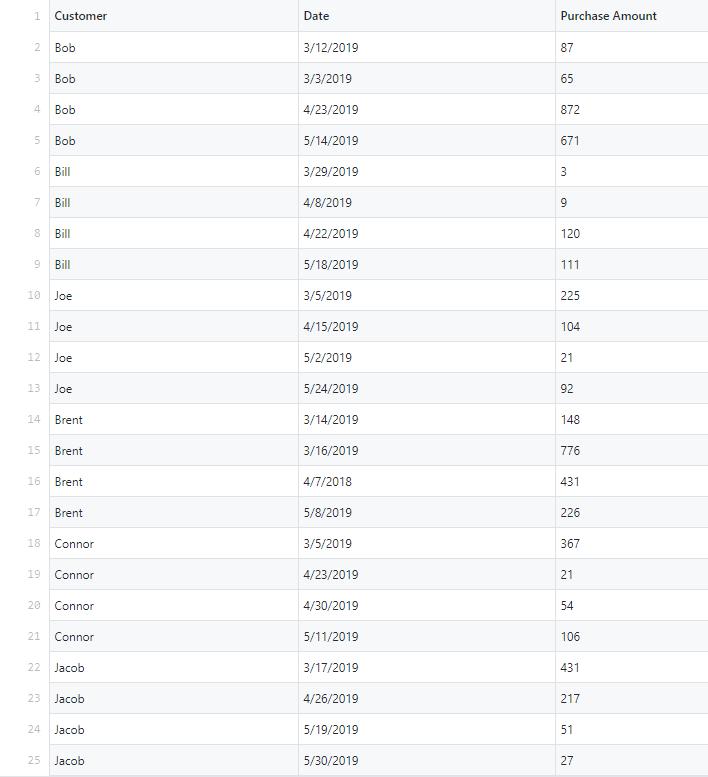 1 Customer Date Purchase Amount
2 Bob 3/12/2019 87
3 Bob 3/3/2019 65
4 Bob 4/23/2019 872
5 Bob 5/14/2019 671
6 Bill 3/29/2019 3
7 Bill 4/8/2019 9
8 Bill 4/22/2019 120
9 Bill 5/18/2019 111
10 Joe 3/5/2019 225
11 Joe 4/15/2019 104
12 Joe 5/2/2019 21
13 Joe 5/24/2019 92
14 Brent 3/14/2019 148
15 Brent 3/16/2019 776
16 Brent 4/7/2018 431
17 Brent 5/8/2019 226
18 Connor 3/5/2019 367
19 Connor 4/23/2019 21
20 Connor 4/30/2019 54
21 Connor 5/11/2019 106
22 Jacob 3/17/2019 431
23 Jacob 4/26/2019 217
24 Jacob 5/19/2019 51
25 Jacob 5/30/2019 27